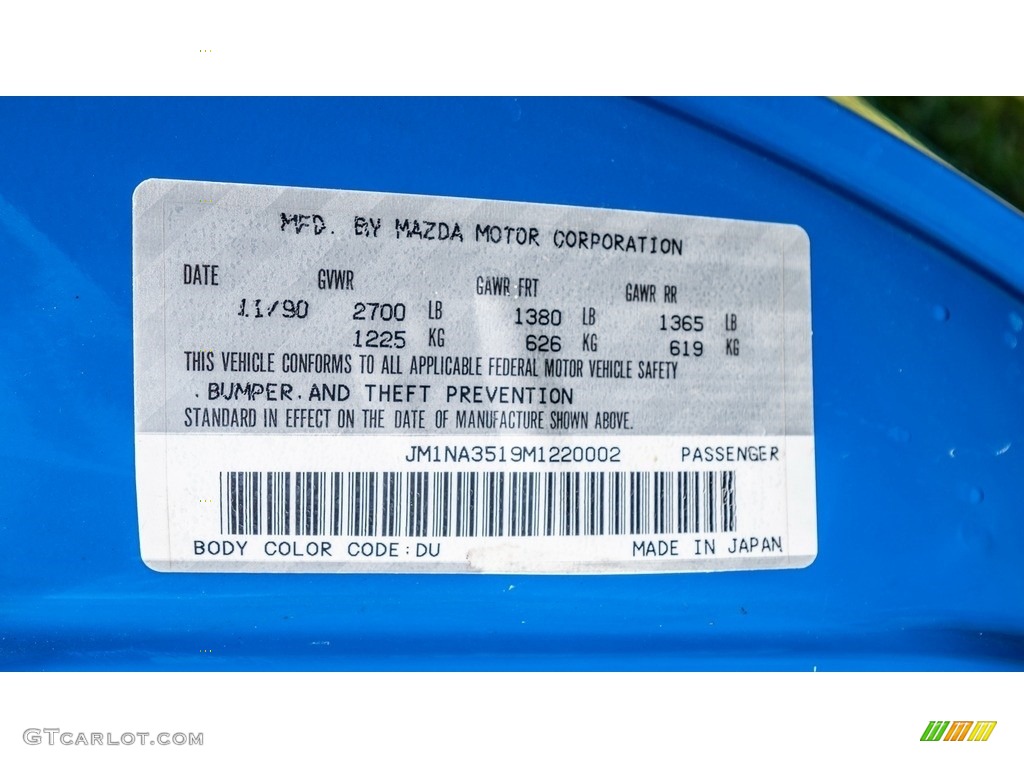 MFD. BY MAZDA MOTOR CORPORATION
DATE GVWR GAWR FRT GAWR RR
11/90 2700 LB 1380 LB 1365 LB
1225 KG 626 KG 619 KG
THIS VEHICLE CONFORMS TO ALL APPLICABLE FEDERAL MOTOR VEHICLE SAFETY
. BUMPER.AND THEFT PREVENTION
STANDARD IN EFFECT ON THE DATE OF MANUFACTURE SHOWN ABOVE.
JM1NA3519M1220002 PASSENGER
BODY COLOR CODE:DU MADE IN JAPAN
GTCARLOT.COM